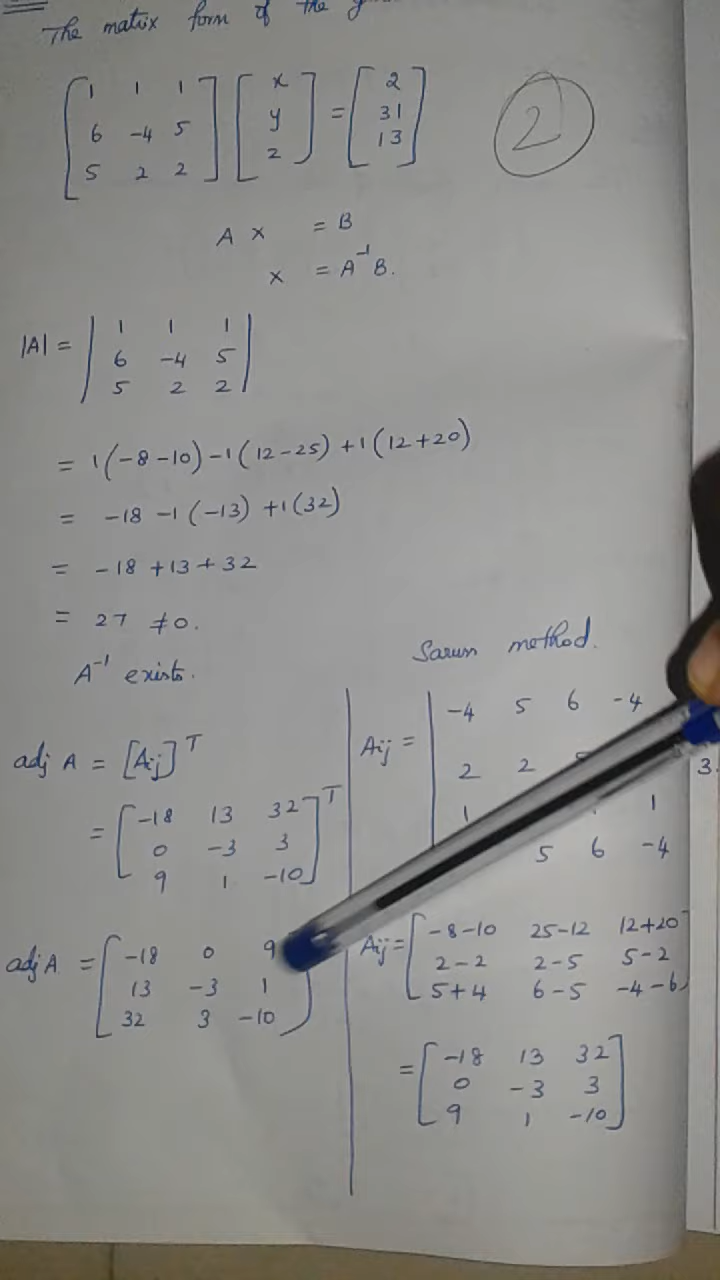 The matrix form of the
[1 1 1; 6 -4 5; 5 2 2] [x; y; z] = [2; 31; 13]
2
A x = B
x = A⁻¹ B.
|A| = |1 1 1; 6 -4 5; 5 2 2|
= 1(-8-10) -1(12-25) +1(12+20)
= -18 -1(-13) +1(32)
= -18 +13 + 32
= 27 ≠0.
A⁻¹ exists.
adj A = [Aij]ᵀ
= [-18 13 32; 0 -3 3; 9 1 -10]ᵀ
adj A = [-18 0 9; 13 -3 1; 32 3 -10]
Sarum method.
Aij = | -4 5 6 -4
2 2
1 1
5 6 -4
Aij = [-8-10 25-12 12+20; 2-2 2-5 5-2; 5+4 6-5 -4-6]
= [-18 13 32; 0 -3 3; 9 1 -10]
3.